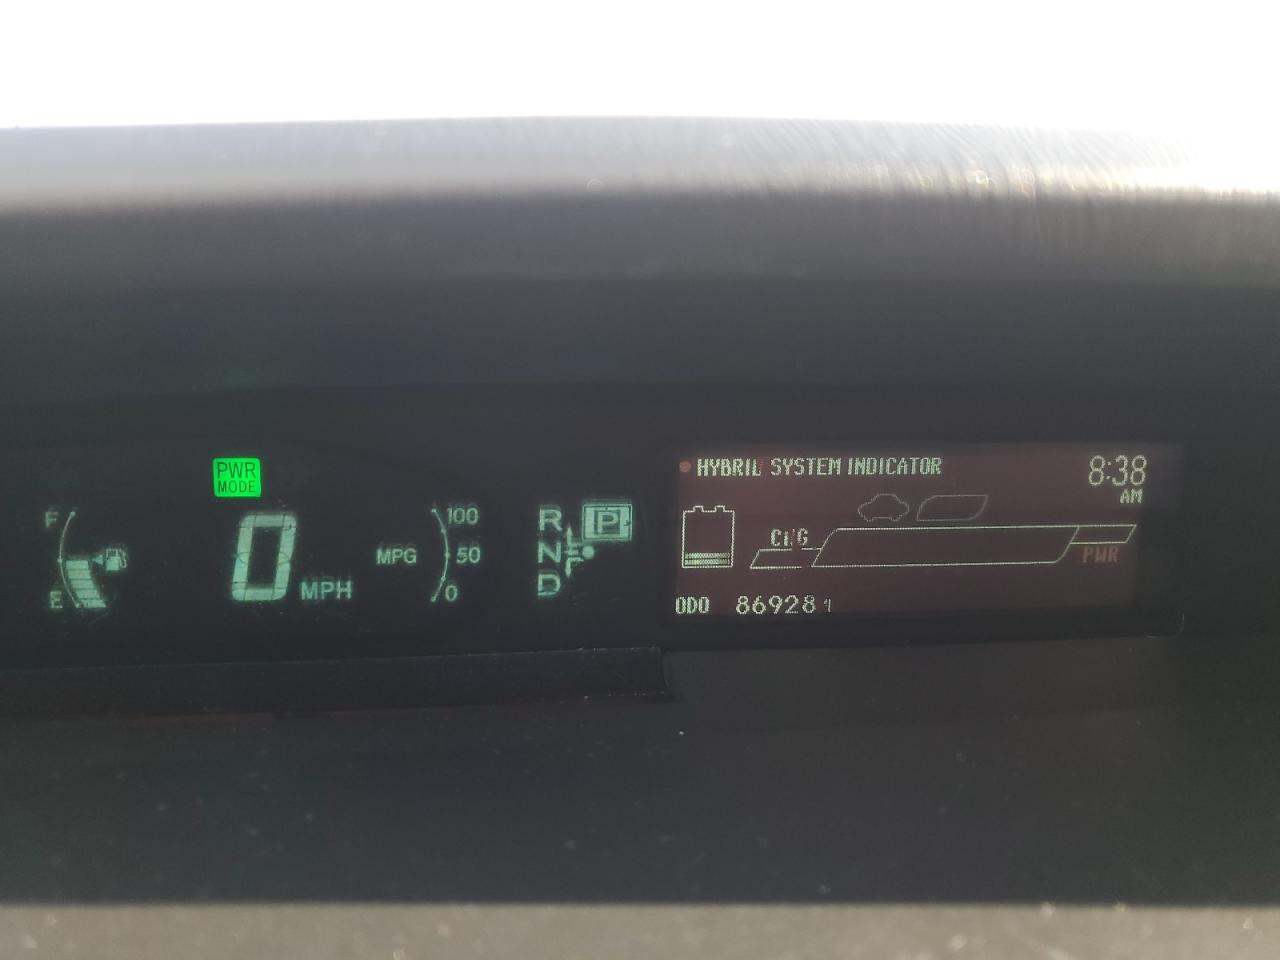 PWR
MODE
F
E
0
MPH
MPG
100
50
0
R
N
D
P
HYBRID SYSTEM INDICATOR
8:38
AM
CHG
PWR
ODO 86928